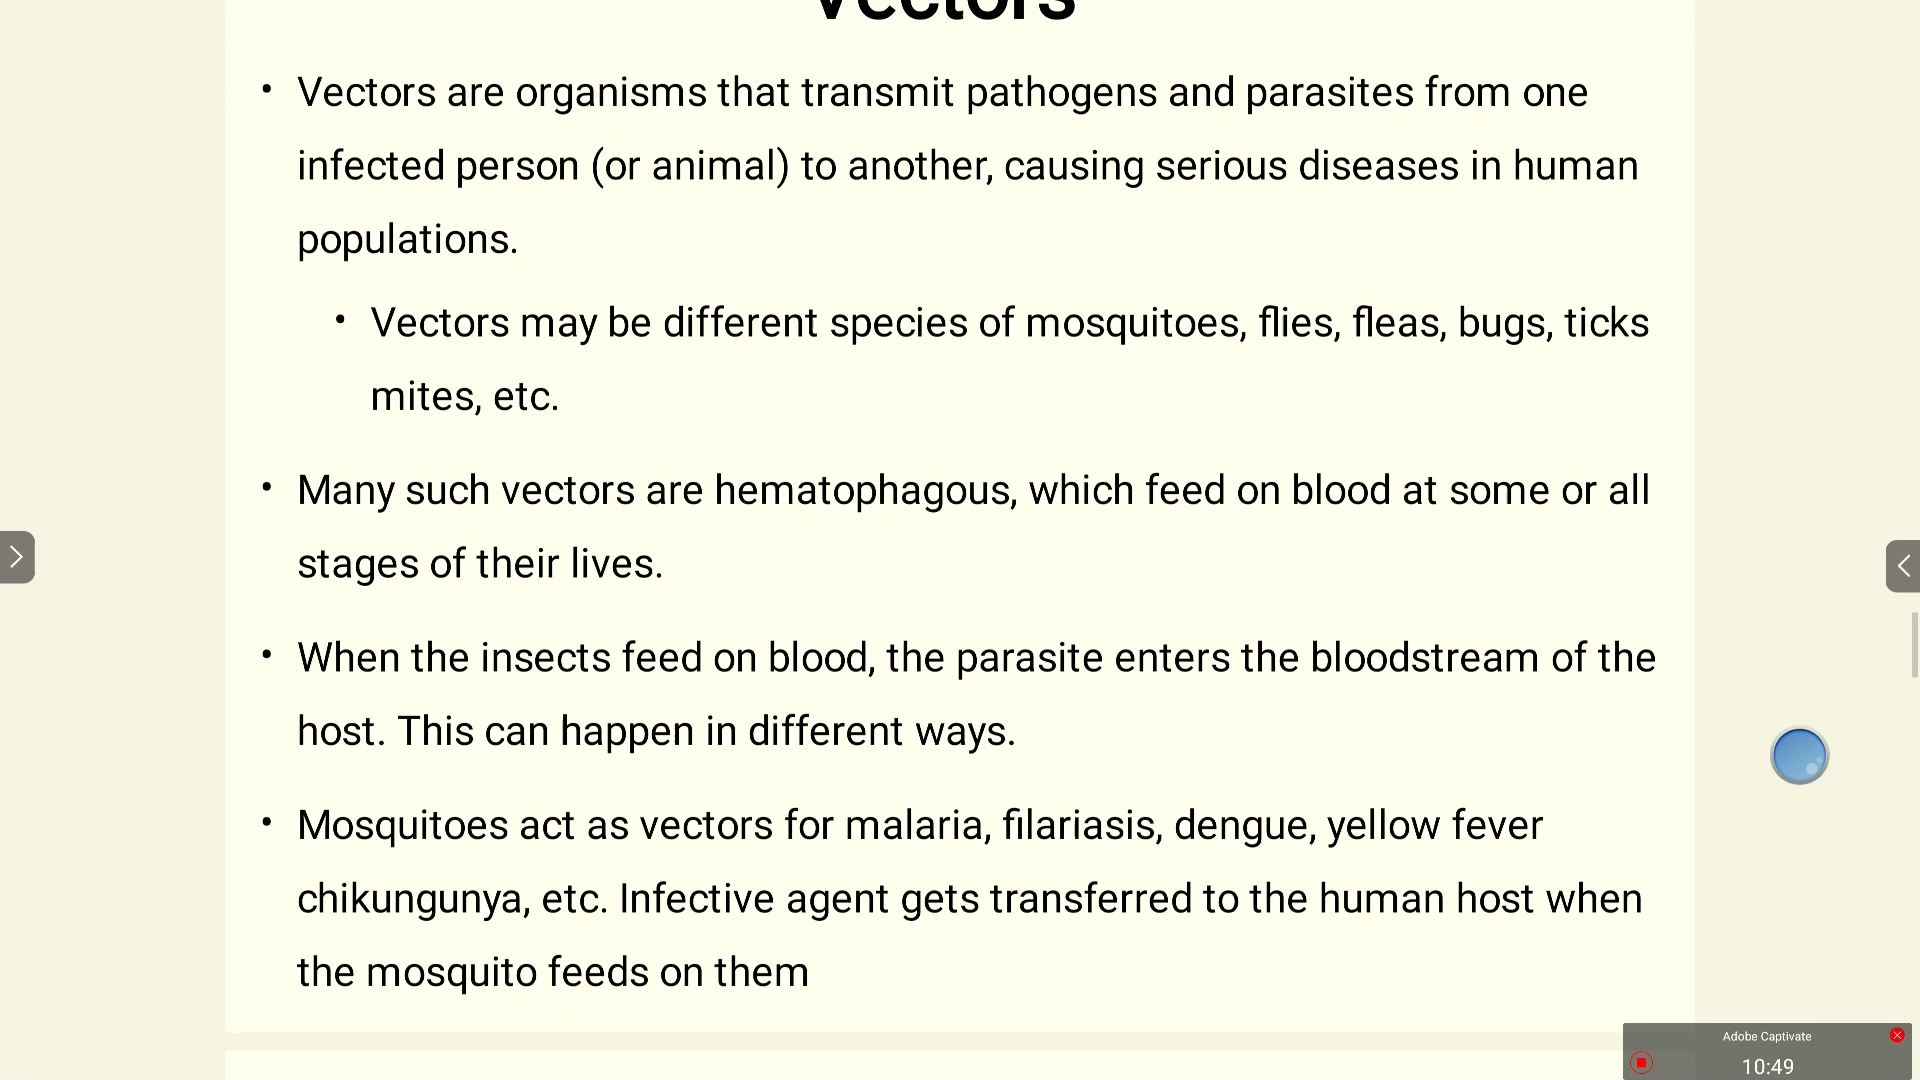 Vectors
• Vectors are organisms that transmit pathogens and parasites from one
infected person (or animal) to another, causing serious diseases in human
populations.
• Vectors may be different species of mosquitoes, flies, fleas, bugs, ticks
mites, etc.
• Many such vectors are hematophagous, which feed on blood at some or all
stages of their lives.
• When the insects feed on blood, the parasite enters the bloodstream of the
host. This can happen in different ways.
• Mosquitoes act as vectors for malaria, filariasis, dengue, yellow fever
chikungunya, etc. Infective agent gets transferred to the human host when
the mosquito feeds on them
Adobe Captivate
10:49